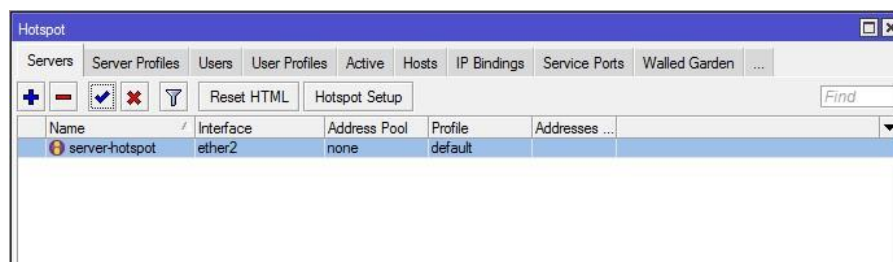 Hotspot
Servers Server Profiles Users User Profiles Active Hosts IP Bindings Service Ports Walled Garden ...
Reset HTML Hotspot Setup Find
Name / Interface Address Pool Profile Addresses ...
server-hotspot ether2 none default